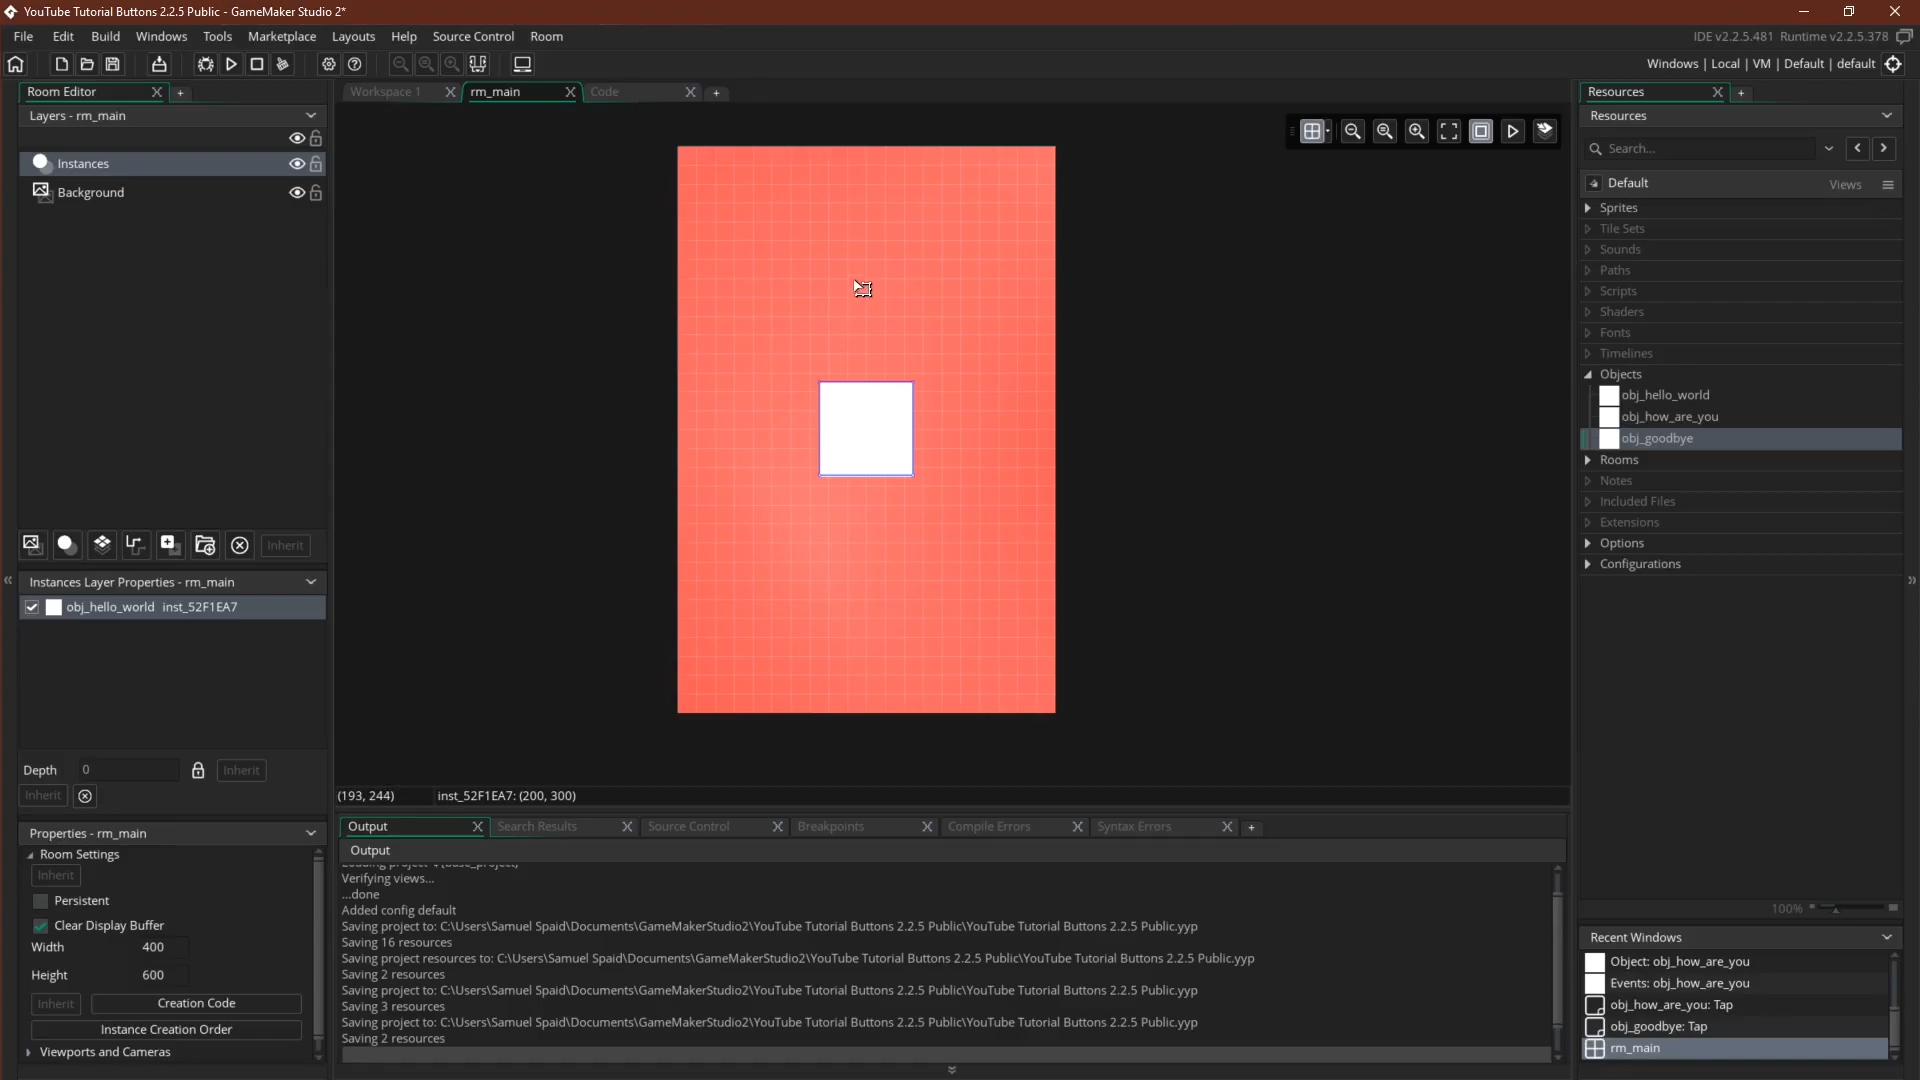 YouTube Tutorial Buttons 2.2.5 Public - GameMaker Studio 2*
File Edit Build Windows Tools Marketplace Layouts Help Source Control Room
IDE v2.2.5.481 Runtime v2.2.5.378
Windows | Local | VM | Default | default
Room Editor
Workspace 1
rm_main
Code
Resources
Layers - rm_main
Resources
Search...
Instances
Background
Default
Views
Sprites
Tile Sets
Sounds
Paths
Scripts
Shaders
Fonts
Timelines
Objects
obj_hello_world
obj_how_are_you
obj_goodbye
Rooms
Notes
Included Files
Extensions
Options
Configurations
Inherit
Instances Layer Properties - rm_main
obj_hello_world inst_52F1EA7
Depth 0 Inherit
Inherit
(193, 244) inst_52F1EA7: (200, 300)
Properties - rm_main
Room Settings
Inherit
Persistent
Clear Display Buffer
Width 400
Height 600
Inherit Creation Code
Instance Creation Order
Viewports and Cameras
Output Search Results Source Control Breakpoints Compile Errors Syntax Errors
Output
Verifying views...
...done
Added config default
Saving project to: C:\Users\Samuel Spaid\Documents\GameMakerStudio2\YouTube Tutorial Buttons 2.2.5 Public\YouTube Tutorial Buttons 2.2.5 Public.yyp
Saving 16 resources
Saving project resources to: C:\Users\Samuel Spaid\Documents\GameMakerStudio2\YouTube Tutorial Buttons 2.2.5 Public\YouTube Tutorial Buttons 2.2.5 Public.yyp
Saving 2 resources
Saving project to: C:\Users\Samuel Spaid\Documents\GameMakerStudio2\YouTube Tutorial Buttons 2.2.5 Public\YouTube Tutorial Buttons 2.2.5 Public.yyp
Saving 3 resources
Saving project to: C:\Users\Samuel Spaid\Documents\GameMakerStudio2\YouTube Tutorial Buttons 2.2.5 Public\YouTube Tutorial Buttons 2.2.5 Public.yyp
Saving 2 resources
100%
Recent Windows
Object: obj_how_are_you
Events: obj_how_are_you
obj_how_are_you: Tap
obj_goodbye: Tap
rm_main